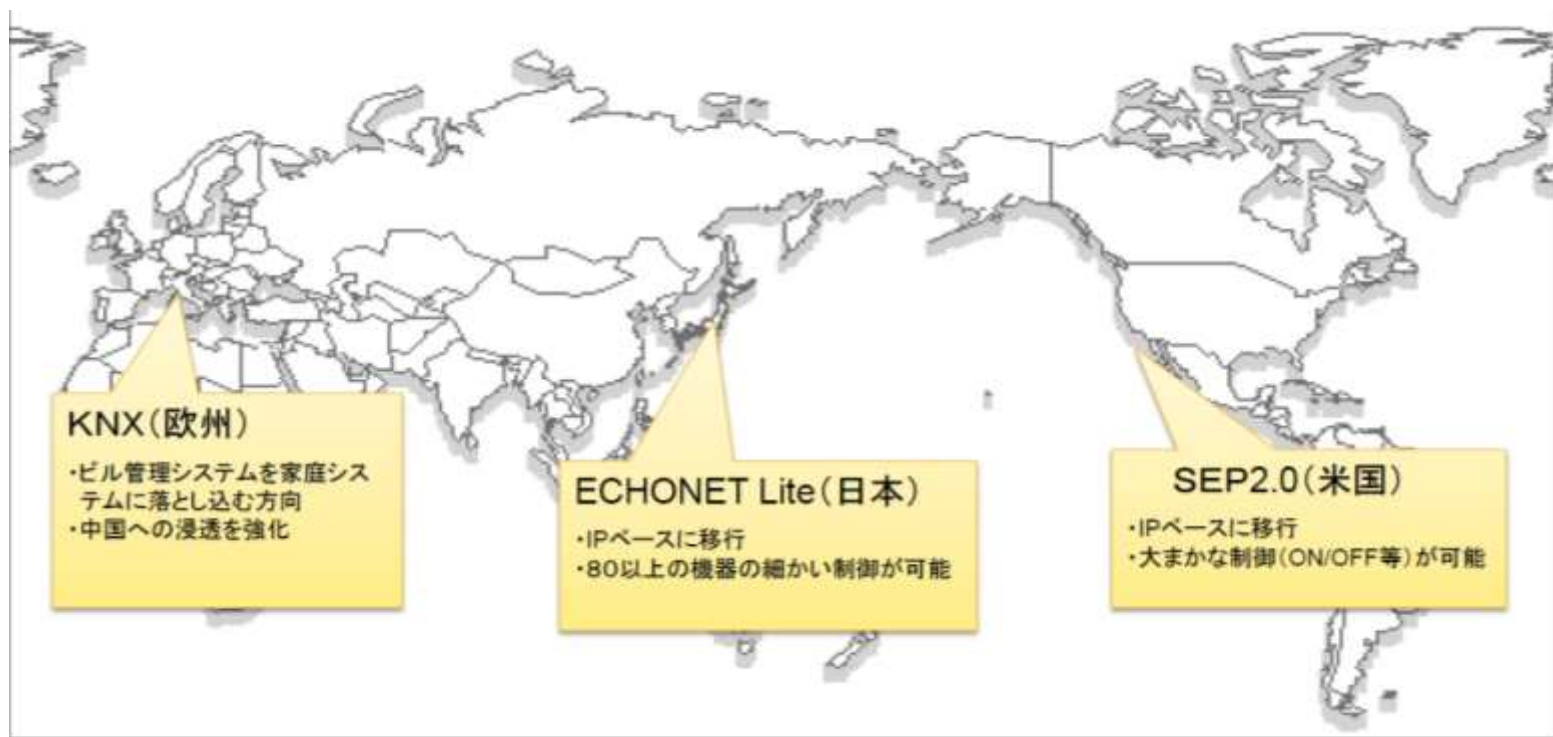 KNX(欧州)
・ビル管理システムを家庭シス
テムに落とし込む方向
・中国への浸透を強化
ECHONET Lite(日本)
・IPベースに移行
・80以上の機器の細かい制御が可能
SEP2.0(米国)
・IPベースに移行
・大まかな制御(ON/OFF等)が可能